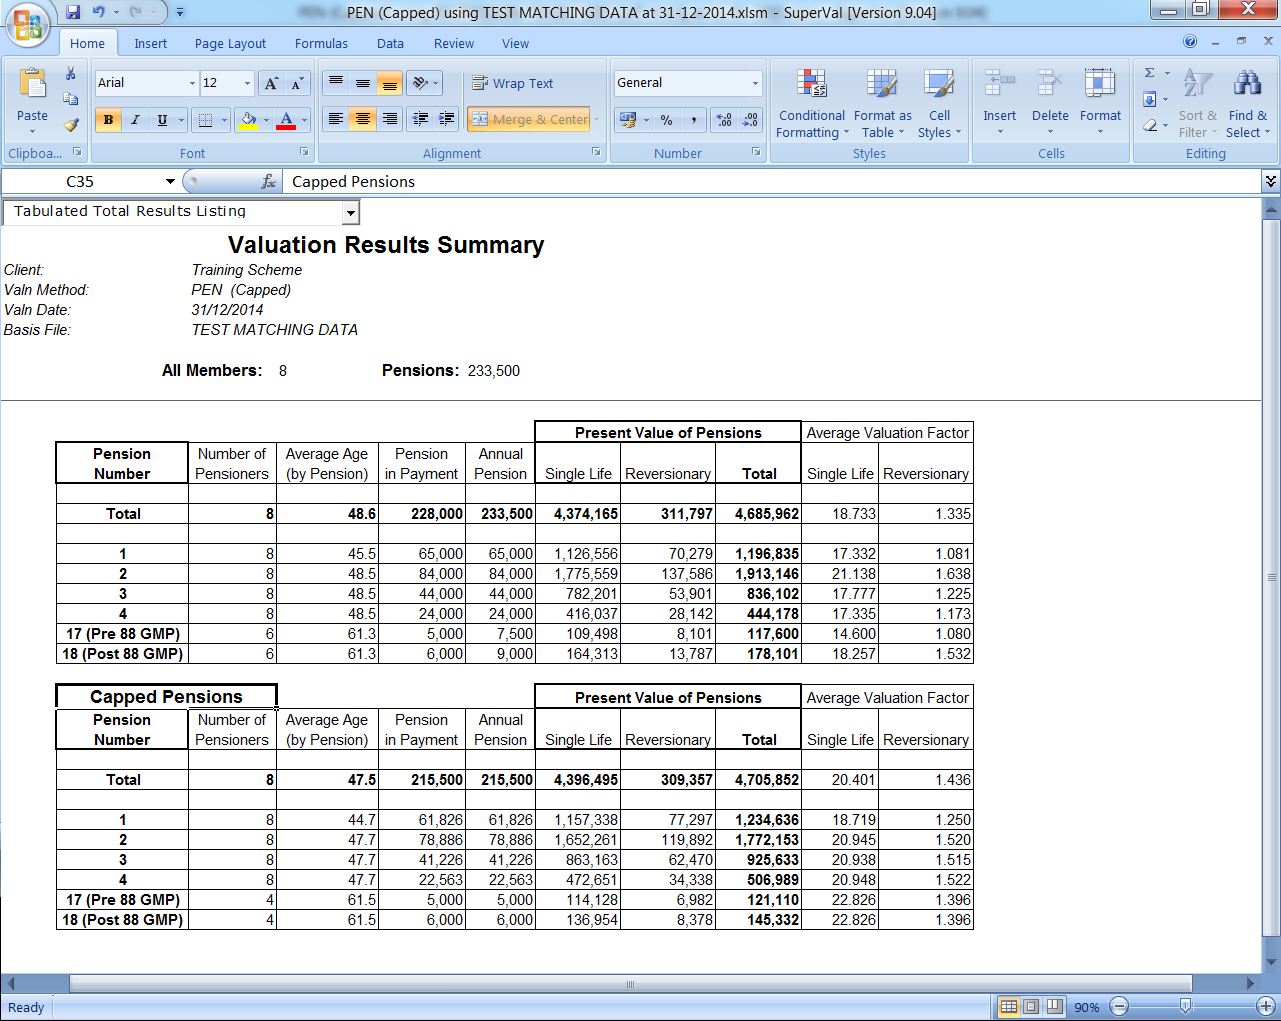 PEN (Capped) using TEST MATCHING DATA at 31-12-2014.xlsm - SuperVal [Version 9.04]
Home Insert Page Layout Formulas Data Review View
Arial 12 Wrap Text General
Paste B I U A A A Merge & Center % , Conditional Formatting Format as Table Cell Styles Insert Delete Format Σ Sort & Filter Find & Select
Clipboa... Font Alignment Number Styles Cells Editing
C35 fx Capped Pensions
Tabulated Total Results Listing
Valuation Results Summary
Client: Training Scheme
Valn Method: PEN (Capped)
Valn Date: 31/12/2014
Basis File: TEST MATCHING DATA
All Members: 8 Pensions: 233,500
Present Value of Pensions Average Valuation Factor
Pension Number of Average Age Pension Annual
Number Pensioners (by Pension) in Payment Pension Single Life Reversionary Total Single Life Reversionary
Total 8 48.6 228,000 233,500 4,374,165 311,797 4,685,962 18.733 1.335
1 8 45.5 65,000 65,000 1,126,556 70,279 1,196,835 17.332 1.081
2 8 48.5 84,000 84,000 1,775,559 137,586 1,913,146 21.138 1.638
3 8 48.5 44,000 44,000 782,201 53,901 836,102 17.777 1.225
4 8 48.5 24,000 24,000 416,037 28,142 444,178 17.335 1.173
17 (Pre 88 GMP) 6 61.3 5,000 7,500 109,498 8,101 117,600 14.600 1.080
18 (Post 88 GMP) 6 61.3 6,000 9,000 164,313 13,787 178,101 18.257 1.532
Capped Pensions Present Value of Pensions Average Valuation Factor
Pension Number of Average Age Pension Annual
Number Pensioners (by Pension) in Payment Pension Single Life Reversionary Total Single Life Reversionary
Total 8 47.5 215,500 215,500 4,396,495 309,357 4,705,852 20.401 1.436
1 8 44.7 61,826 61,826 1,157,338 77,297 1,234,636 18.719 1.250
2 8 47.7 78,886 78,886 1,652,261 119,892 1,772,153 20.945 1.520
3 8 47.7 41,226 41,226 863,163 62,470 925,633 20.938 1.515
4 8 47.7 22,563 22,563 472,651 34,338 506,989 20.948 1.522
17 (Pre 88 GMP) 4 61.5 5,000 5,000 114,128 6,982 121,110 22.826 1.396
18 (Post 88 GMP) 4 61.5 6,000 6,000 136,954 8,378 145,332 22.826 1.396
Ready 90%